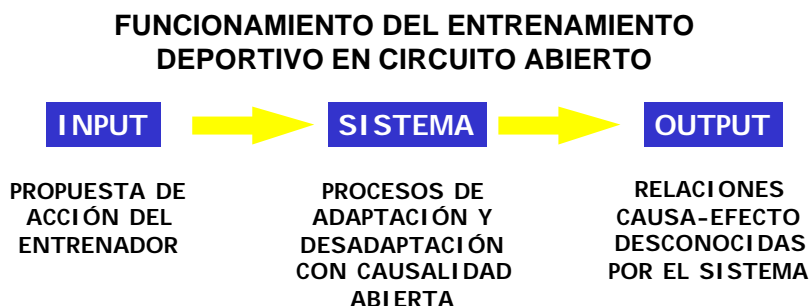 FUNCIONAMIENTO DEL ENTRENAMIENTO
DEPORTIVO EN CIRCUITO ABIERTO
INPUT
SISTEMA
OUTPUT
PROPUESTA DE
ACCIÓN DEL
ENTRENADOR
PROCESOS DE
ADAPTACIÓN Y
DESADAPTACIÓN
CON CAUSALIDAD
ABIERTA
RELACIONES
CAUSA-EFECTO
DESCONOCIDAS
POR EL SISTEMA